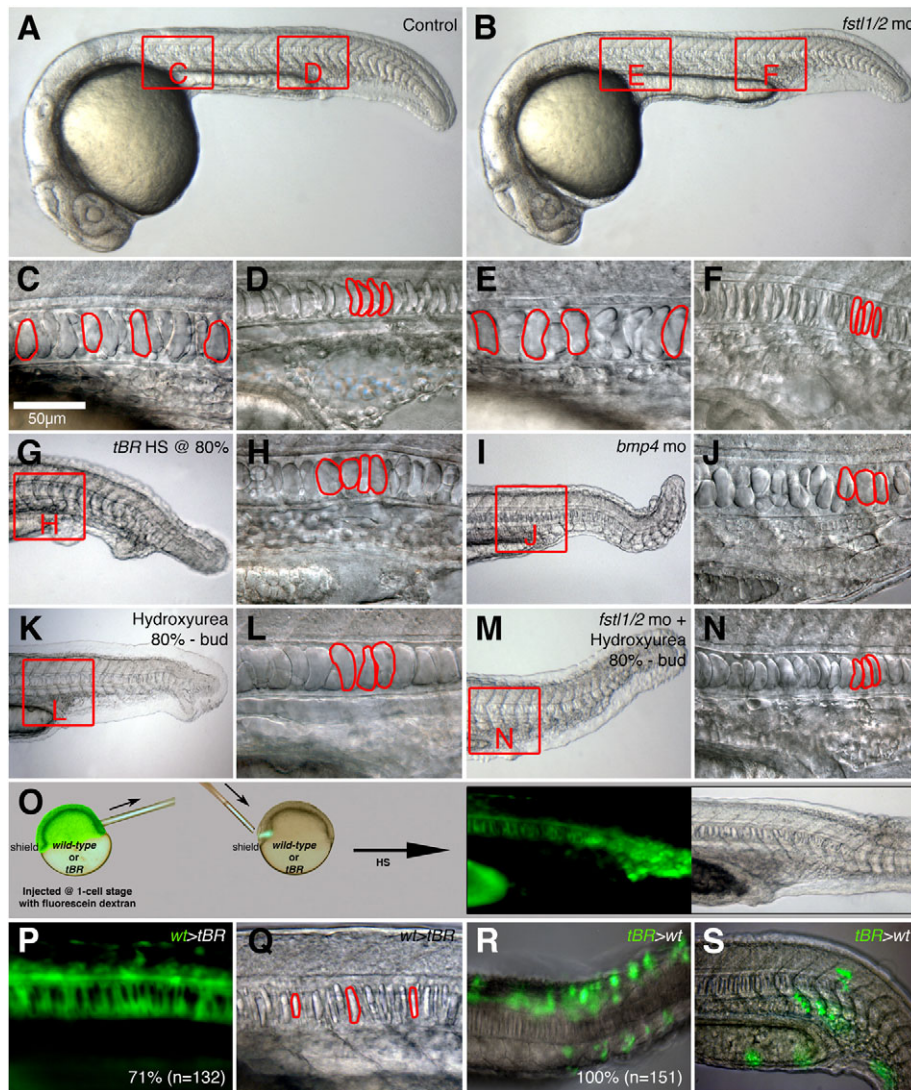 A
Control
C
D
B
fstl1/2 mo
E
F
C
50µm
D
E
F
G
tBR HS @ 80%
H
H
I
bmp4 mo
J
J
K
Hydroxyurea
80% - bud
L
L
M
fstl1/2 mo +
Hydroxyurea
80% - bud
N
N
O
shield
wild-type
or
tBR
Injected @ 1-cell stage
with fluorescein dextran
shield
wild-type
or
tBR
HS
P
wt>tBR
71% (n=132)
Q
wt>tBR
R
tBR>wt
100% (n=151)
S
tBR>wt